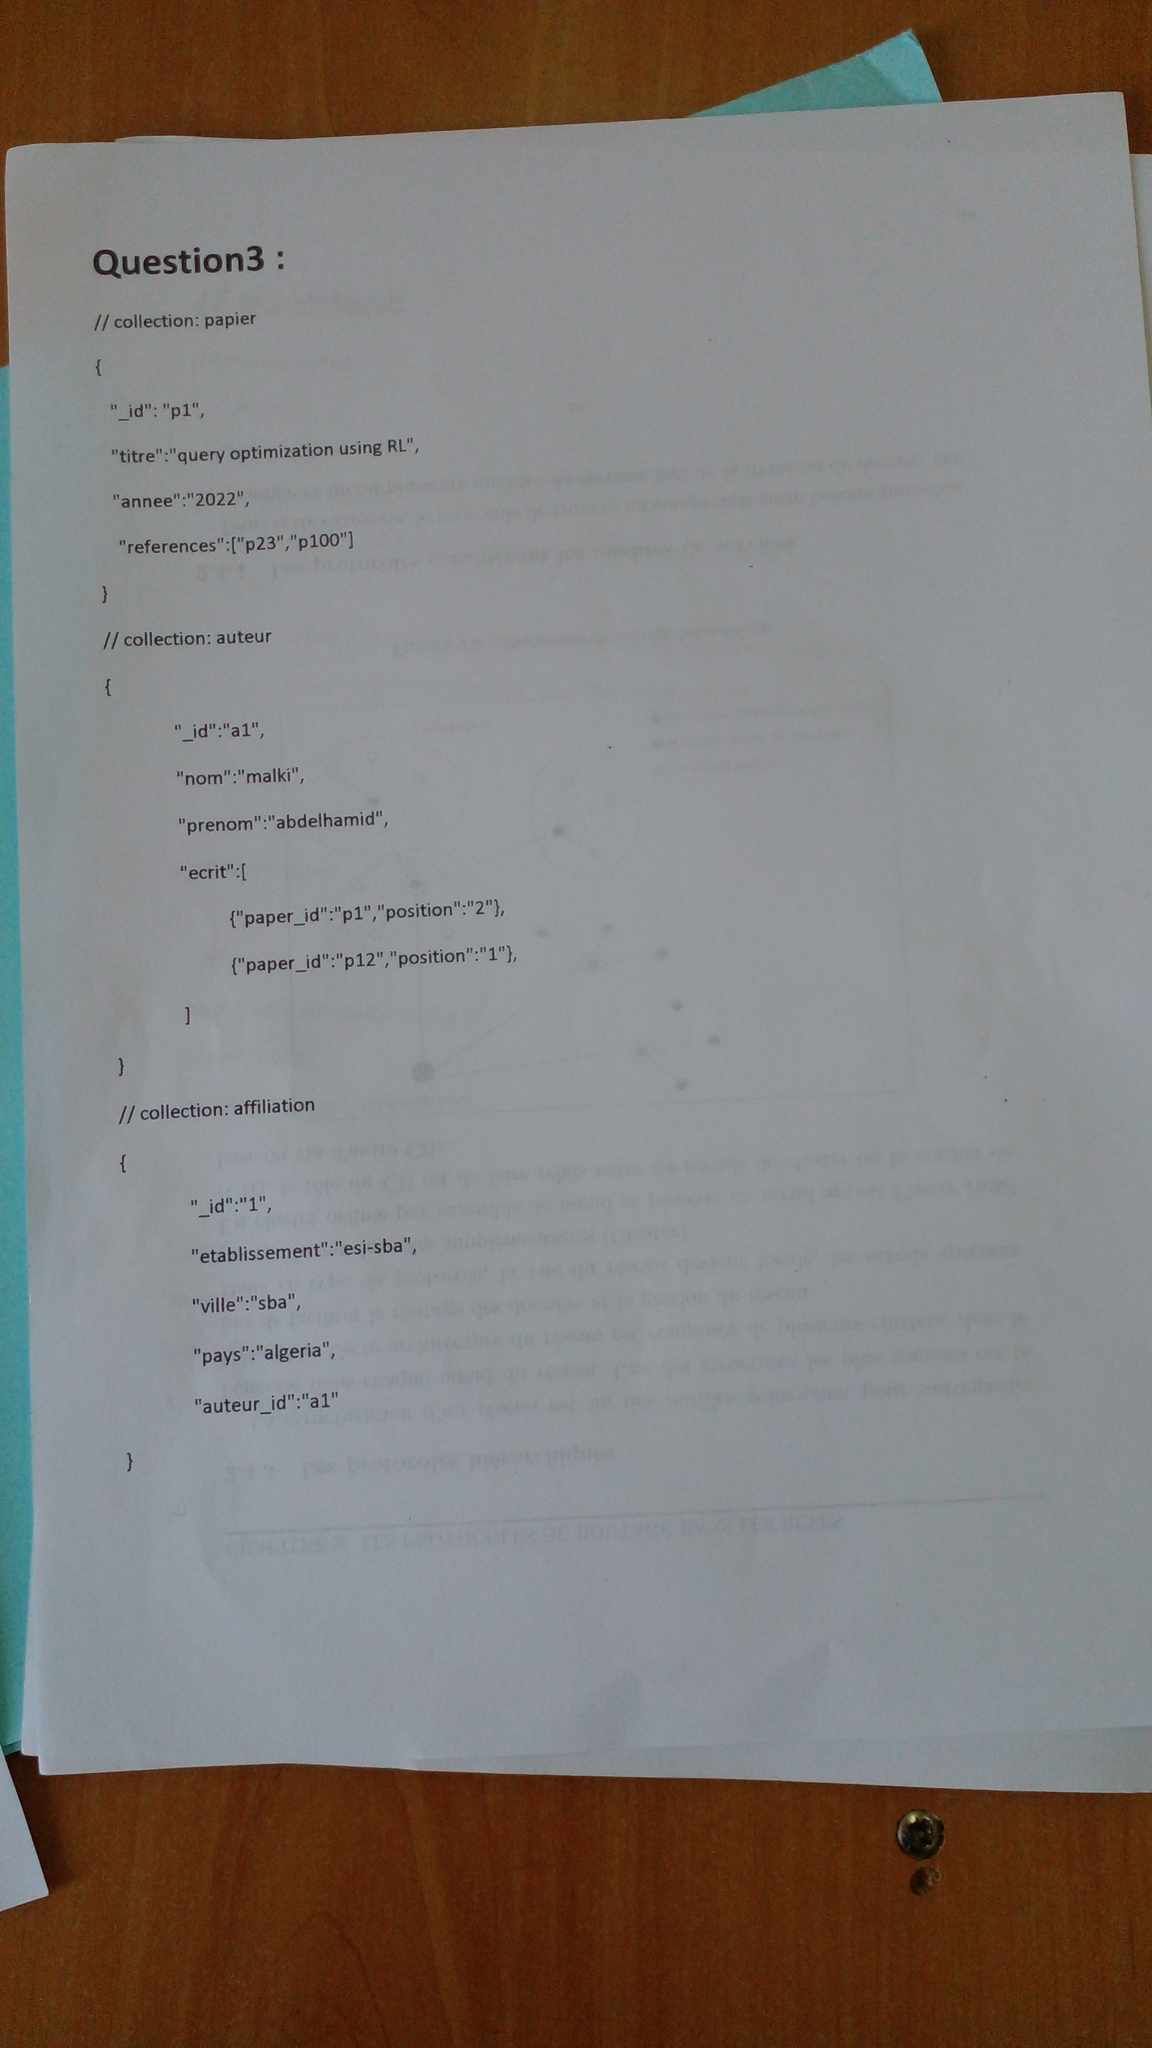 Question3 :
// collection: papier
{
"_id": "p1",
"titre":"query optimization using RL",
"annee":"2022",
"references":["p23","p100"]
}
// collection: auteur
{
"_id":"a1",
"nom":"malki",
"prenom":"abdelhamid",
"ecrit":[
{"paper_id":"p1","position":"2"},
{"paper_id":"p12","position":"1"},
]
}
// collection: affiliation
{
"_id":"1",
"etablissement":"esi-sba",
"ville":"sba",
"pays":"algeria",
"auteur_id":"a1"
}